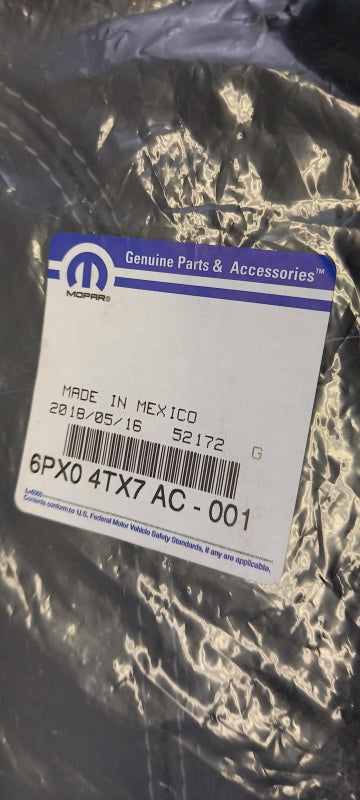 Genuine Parts & Accessories™
MOPAR®
MADE IN MEXICO
2018/05/16 52172 G
6PX0 4TX7 AC - 001
Lv6065
Contents conform to U.S. Federal Motor Vehicle Safety Standards, if any are applicable.